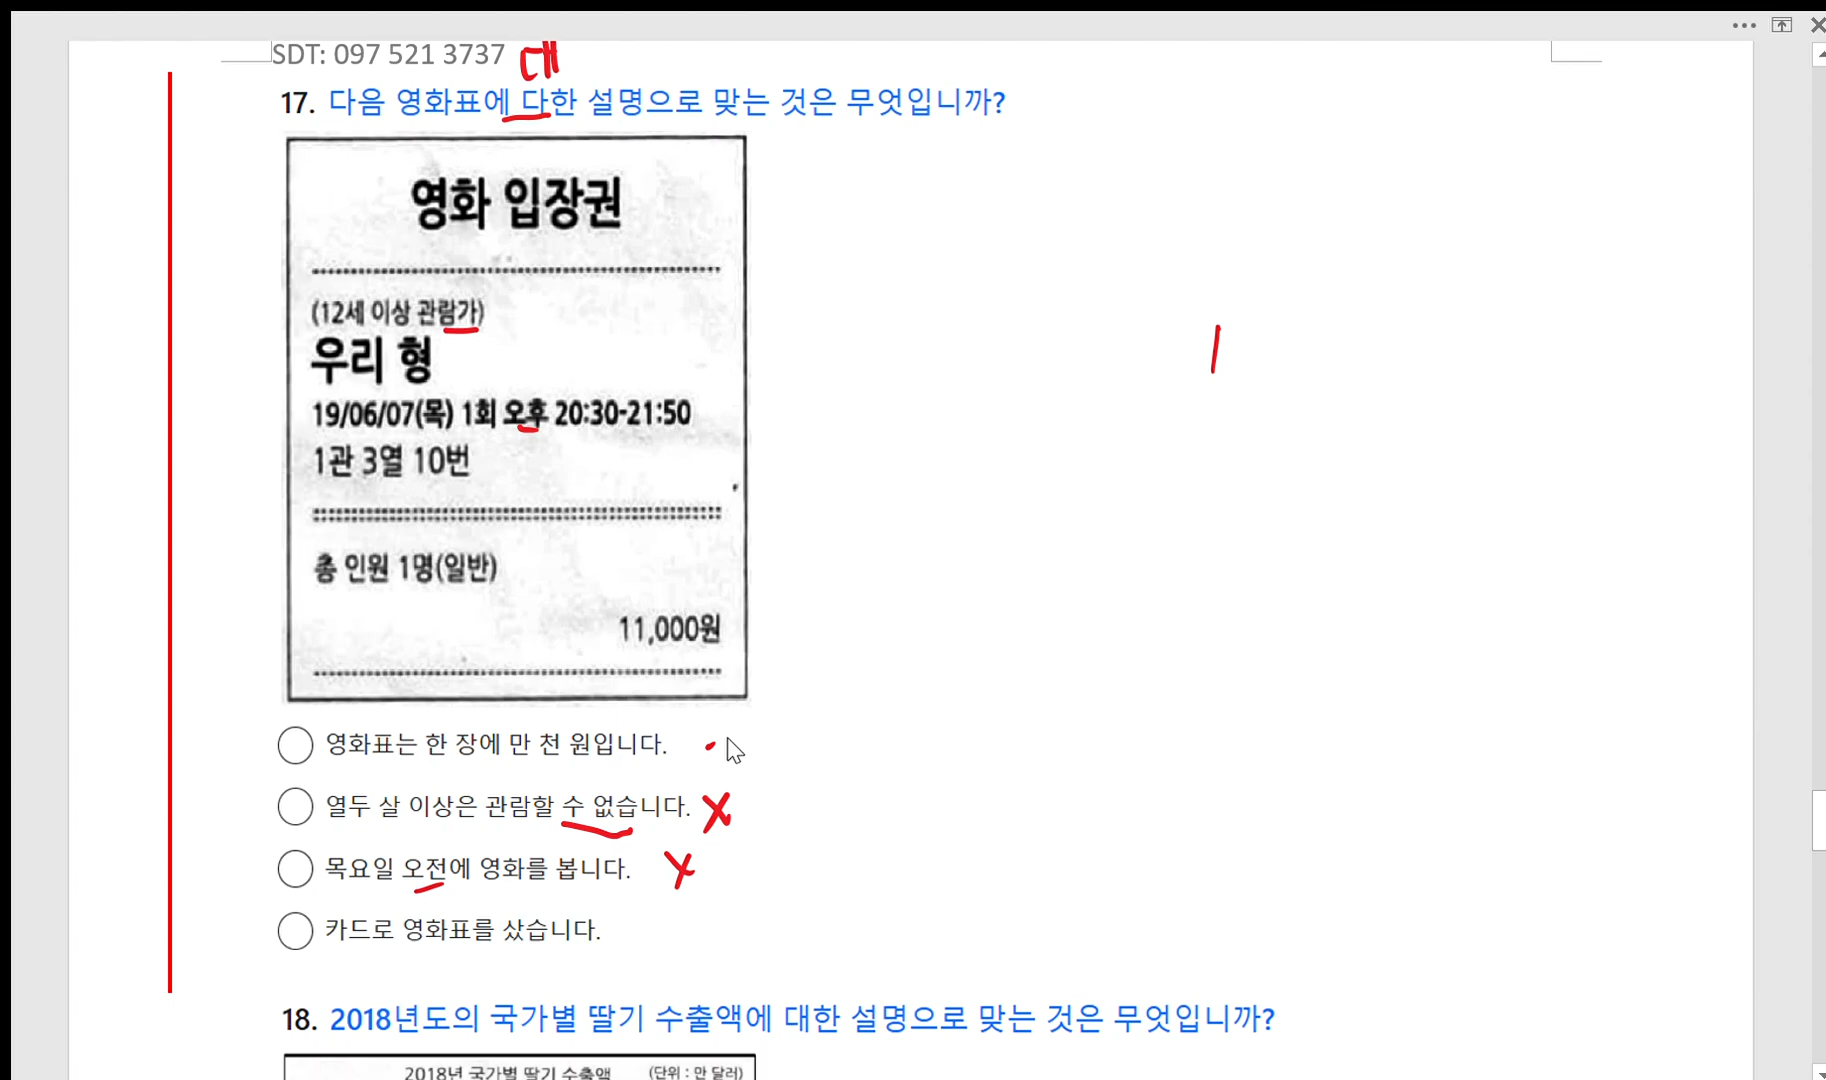 SDT: 097 521 3737
대
17. 다음 영화표에 다한 설명으로 맞는 것은 무엇입니까?
영화 입장권
(12세 이상 관람가)
우리 형
19/06/07(목) 1회 오후 20:30-21:50
1관 3열 10번
총 인원 1명(일반)
11,000원
영화표는 한 장에 만 천 원입니다.
열두 살 이상은 관람할 수 없습니다. X
목요일 오전에 영화를 봅니다. X
카드로 영화표를 샀습니다.
18. 2018년도의 국가별 딸기 수출액에 대한 설명으로 맞는 것은 무엇입니까?
2018년 국가별 딸기 수출액 (단위 : 만 달러)